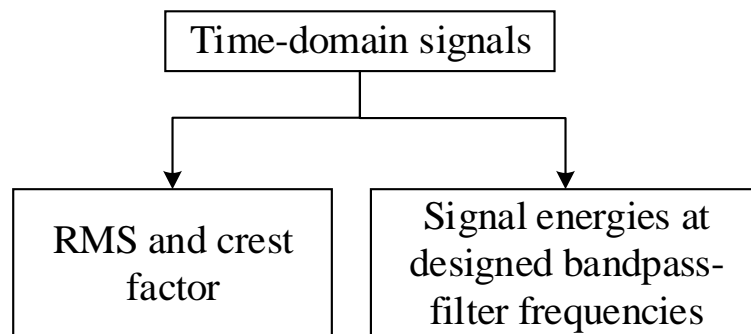 Time-domain signals
RMS and crest
factor
Signal energies at
designed bandpass-
filter frequencies